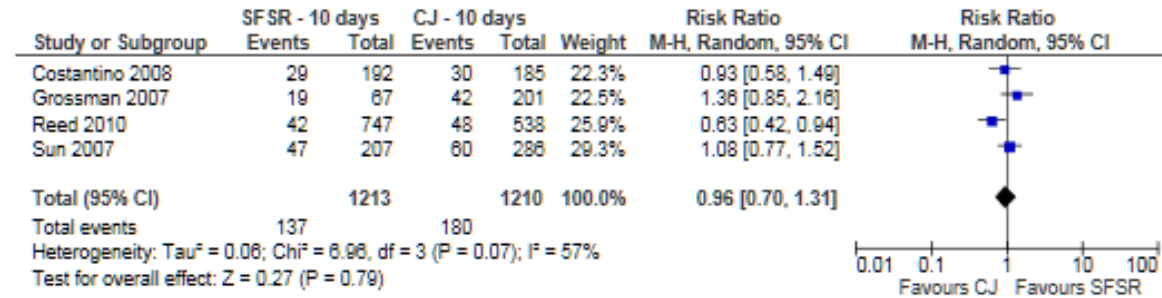 SFSR - 10 days CJ - 10 days Risk Ratio Risk Ratio
Study or Subgroup Events Total Events Total Weight M-H, Random, 95% CI M-H, Random, 95% CI
Costantino 2008 29 192 30 185 22.3% 0.93 [0.58, 1.49]
Grossman 2007 19 67 42 201 22.5% 1.36 [0.85, 2.16]
Reed 2010 42 747 48 538 25.9% 0.63 [0.42, 0.94]
Sun 2007 47 207 60 286 29.3% 1.08 [0.77, 1.52]
Total (95% CI) 1213 1210 100.0% 0.96 [0.70, 1.31]
Total events 137 180
Heterogeneity: Tau² = 0.06; Chi² = 6.96, df = 3 (P = 0.07); I² = 57%
Test for overall effect: Z = 0.27 (P = 0.79)
0.01 0.1 1 10 100
Favours CJ Favours SFSR